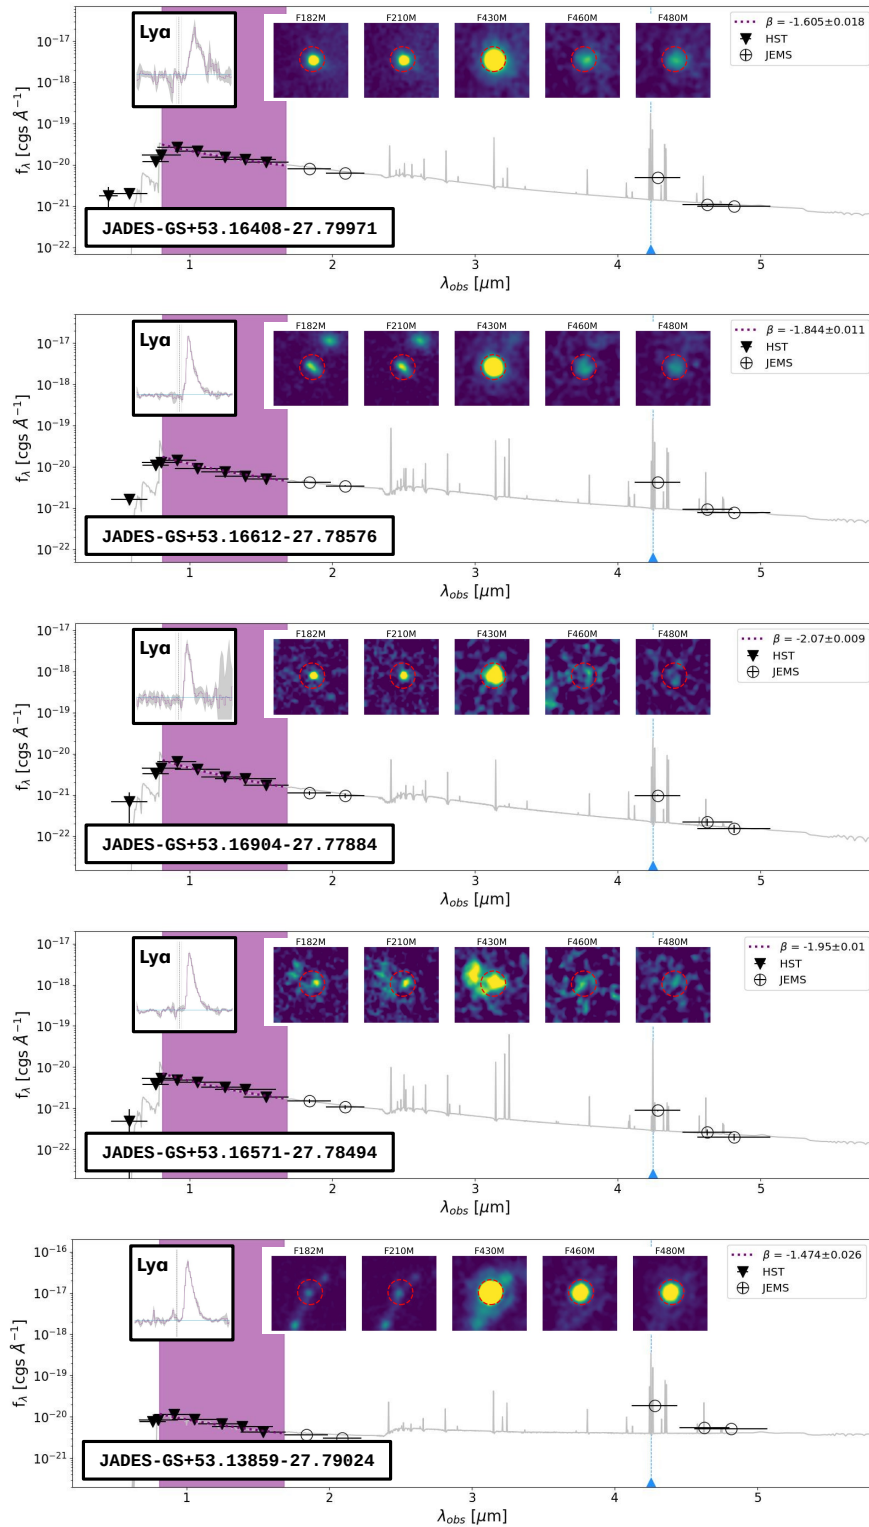 Lyα
F182M F210M F430M F460M F480M
β = -1.605±0.018
HST
JEMS
10⁻¹⁷
10⁻¹⁸
10⁻¹⁹
10⁻²⁰
10⁻²¹
10⁻²²
f_λ [cgs Å⁻¹]
JADES-GS+53.16408-27.79971
1 2 3 4 5
λ_obs [μm]
Lyα
F182M F210M F430M F460M F480M
β = -1.844±0.011
HST
JEMS
10⁻¹⁷
10⁻¹⁸
10⁻¹⁹
10⁻²⁰
10⁻²¹
10⁻²²
f_λ [cgs Å⁻¹]
JADES-GS+53.16612-27.78576
1 2 3 4 5
λ_obs [μm]
Lyα
F182M F210M F430M F460M F480M
β = -2.07±0.009
HST
JEMS
10⁻¹⁷
10⁻¹⁸
10⁻¹⁹
10⁻²⁰
10⁻²¹
10⁻²²
f_λ [cgs Å⁻¹]
JADES-GS+53.16904-27.77884
1 2 3 4 5
λ_obs [μm]
Lyα
F182M F210M F430M F460M F480M
β = -1.95±0.01
HST
JEMS
10⁻¹⁷
10⁻¹⁸
10⁻¹⁹
10⁻²⁰
10⁻²¹
10⁻²²
f_λ [cgs Å⁻¹]
JADES-GS+53.16571-27.78494
1 2 3 4 5
λ_obs [μm]
Lyα
F182M F210M F430M F460M F480M
β = -1.474±0.026
HST
JEMS
10⁻¹⁶
10⁻¹⁷
10⁻¹⁸
10⁻¹⁹
10⁻²⁰
10⁻²¹
f_λ [cgs Å⁻¹]
JADES-GS+53.13859-27.79024
1 2 3 4 5
λ_obs [μm]